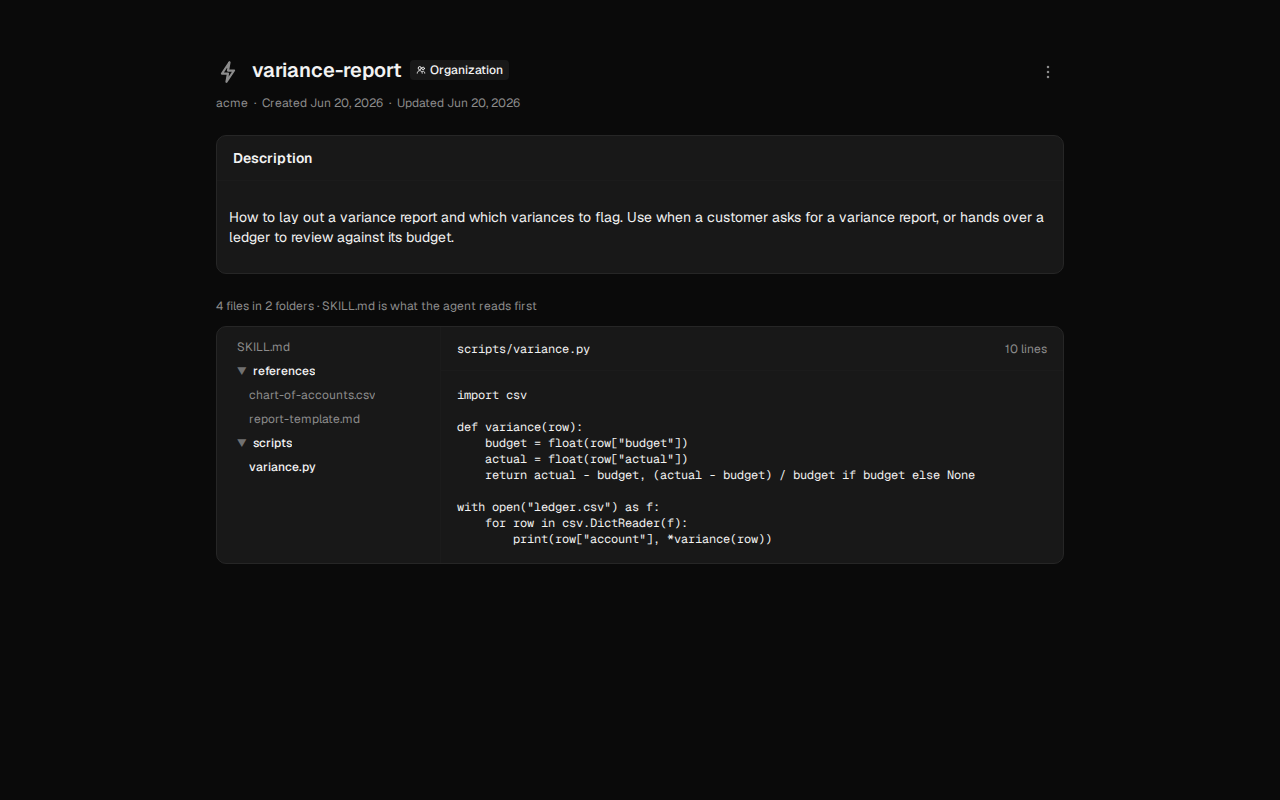 variance-report Organization
acme · Created Jun 20, 2026 · Updated Jun 20, 2026
Description
How to lay out a variance report and which variances to flag. Use when a customer asks for a variance report, or hands over a
ledger to review against its budget.
4 files in 2 folders · SKILL.md is what the agent reads first
SKILL.md
references
chart-of-accounts.csv
report-template.md
scripts
variance.py
scripts/variance.py 10 lines
import csv
def variance(row):
    budget = float(row["budget"])
    actual = float(row["actual"])
    return actual - budget, (actual - budget) / budget if budget else None
with open("ledger.csv") as f:
    for row in csv.DictReader(f):
        print(row["account"], *variance(row))